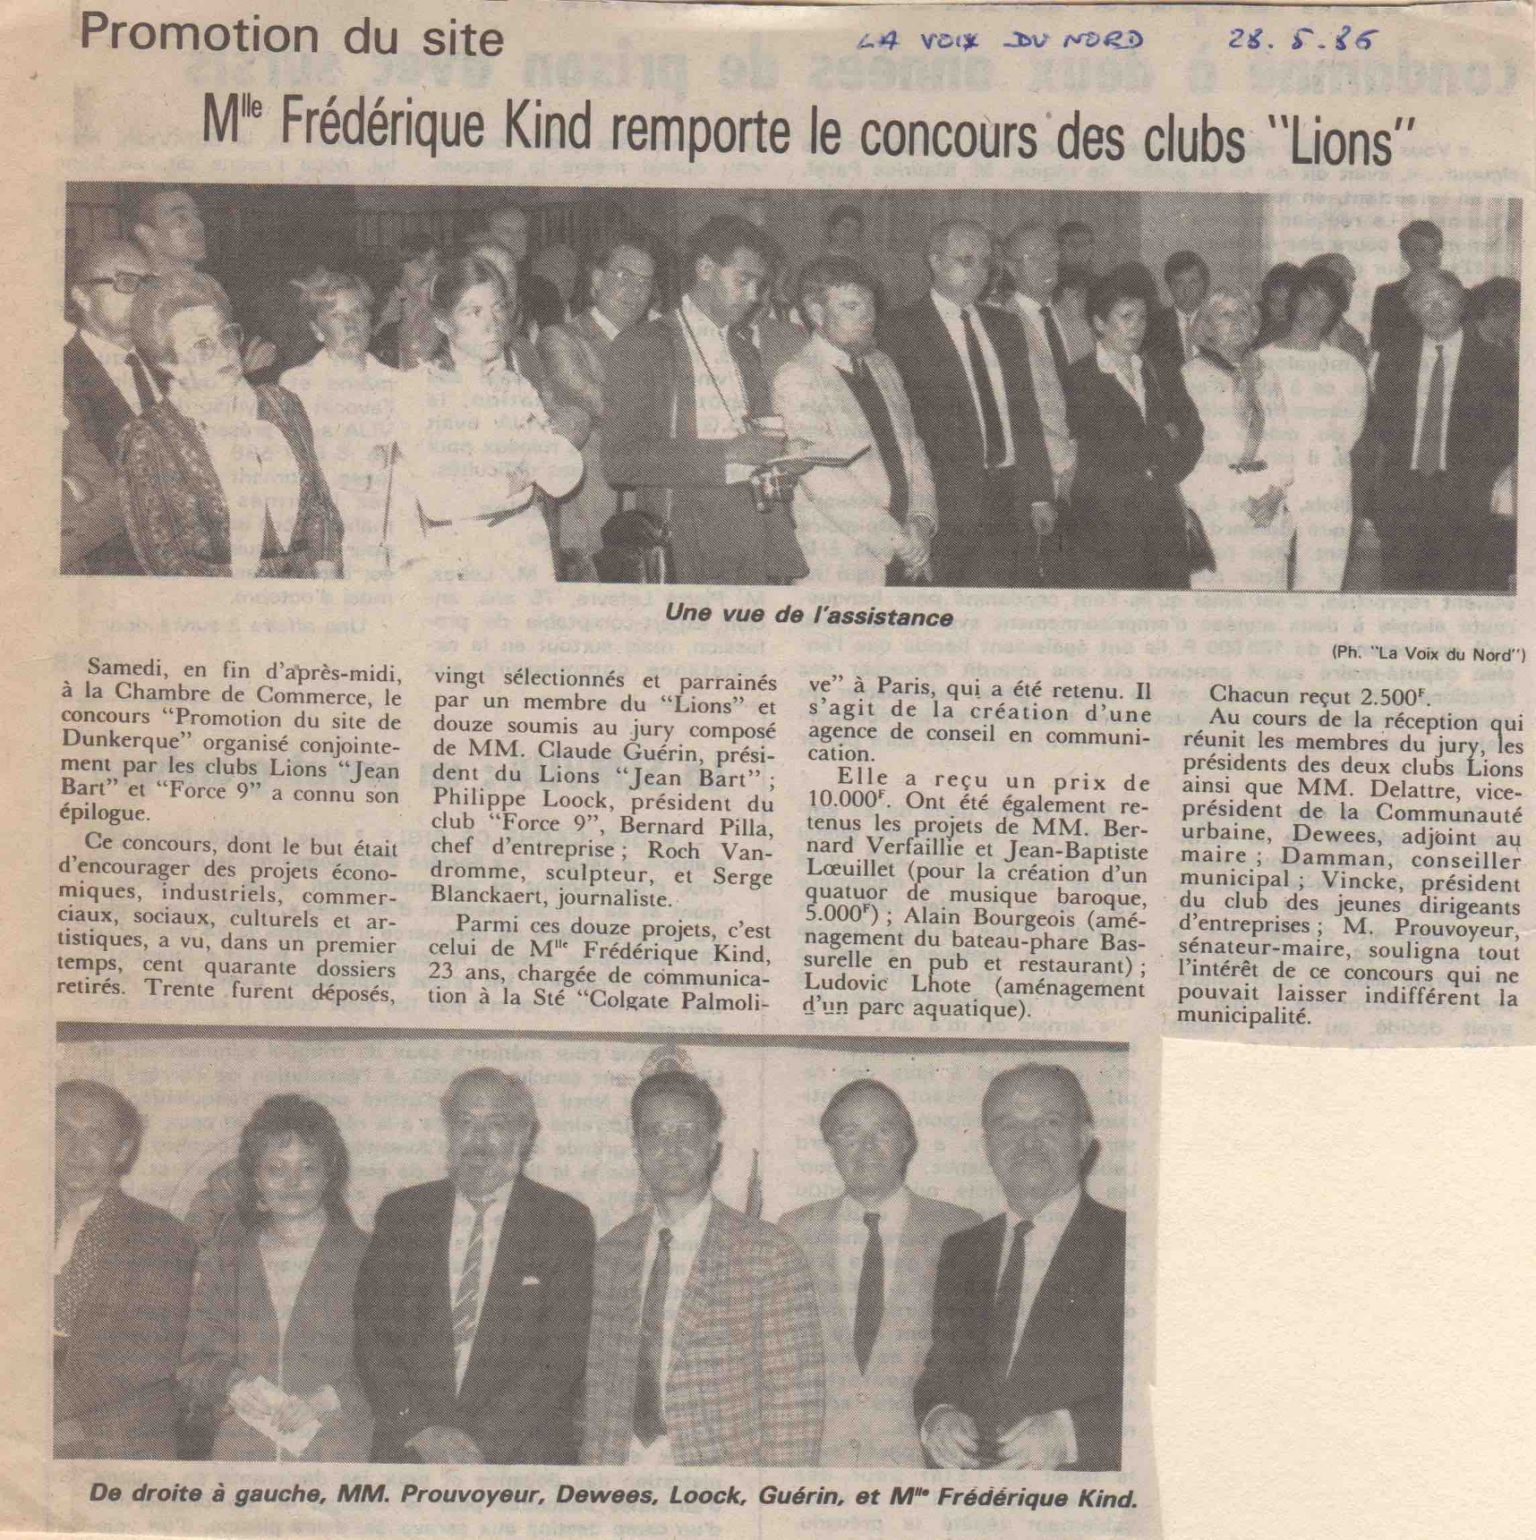 Promotion du site
LA VOIX DU NORD 28.5.86
Mlle Frédérique Kind remporte le concours des clubs "Lions"
Une vue de l'assistance
(Ph. "La Voix du Nord")
Samedi, en fin d'après-midi,
à la Chambre de Commerce, le
concours "Promotion du site de
Dunkerque" organisé conjointe-
ment par les clubs Lions "Jean
Bart" et "Force 9" a connu son
épilogue.
Ce concours, dont le but était
d'encourager des projets écono-
miques, industriels, commer-
ciaux, sociaux, culturels et ar-
tistiques, a vu, dans un premier
temps, cent quarante dossiers
retirés. Trente furent déposés,
vingt sélectionnés et parrainés
par un membre du "Lions" et
douze soumis au jury composé
de MM. Claude Guérin, prési-
dent du Lions "Jean Bart" ;
Philippe Loock, président du
club "Force 9", Bernard Pilla,
chef d'entreprise ; Roch Van-
dromme, sculpteur, et Serge
Blanckaert, journaliste.
Parmi ces douze projets, c'est
celui de Mlle Frédérique Kind,
23 ans, chargée de communica-
tion à la Sté "Colgate Palmoli-
ve" à Paris, qui a été retenu. Il
s'agit de la création d'une
agence de conseil en communi-
cation.
Elle a reçu un prix de
10.000F. Ont été également re-
tenus les projets de MM. Ber-
nard Verfaillie et Jean-Baptiste
Lœuillet (pour la création d'un
quatuor de musique baroque,
5.000F) ; Alain Bourgeois (amé-
nagement du bateau-phare Bas-
surelle en pub et restaurant) ;
Ludovic Lhote (aménagement
d'un parc aquatique).
Chacun reçut 2.500F.
Au cours de la réception qui
réunit les membres du jury, les
présidents des deux clubs Lions
ainsi que MM. Delattre, vice-
président de la Communauté
urbaine, Dewees, adjoint au
maire ; Damman, conseiller
municipal ; Vincke, président
du club des jeunes dirigeants
d'entreprises ; M. Prouvoyeur,
sénateur-maire, souligna tout
l'intérêt de ce concours qui ne
pouvait laisser indifférent la
municipalité.
De droite à gauche, MM. Prouvoyeur, Dewees, Loock, Guérin, et Mlle Frédérique Kind.